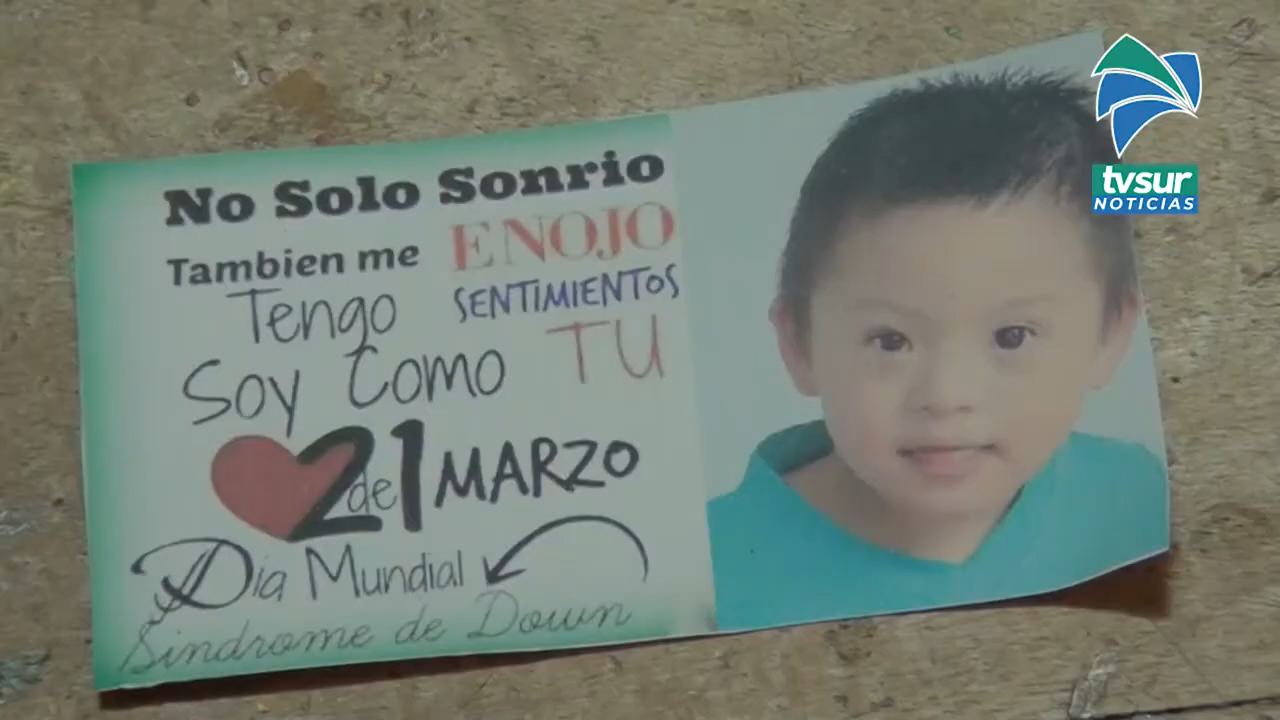 No Solo Sonrio
Tambien me ENOJO
Tengo SENTIMIENTOS
Soy Como TU
21 de MARZO
Día Mundial
Sindrome de Down
tvsur
NOTICIAS